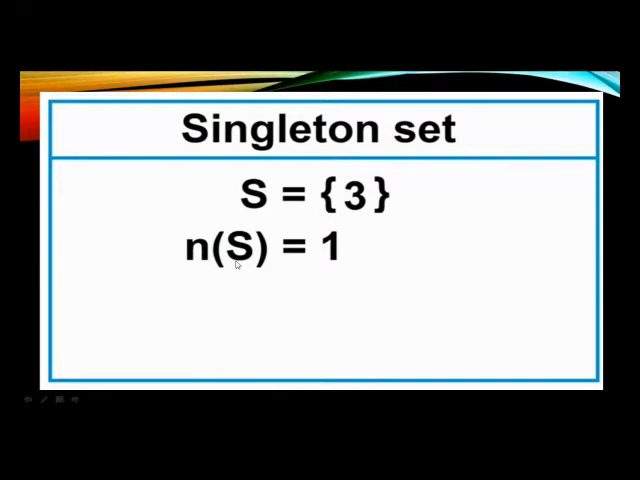 Singleton set
S = { 3 }
n(S) = 1